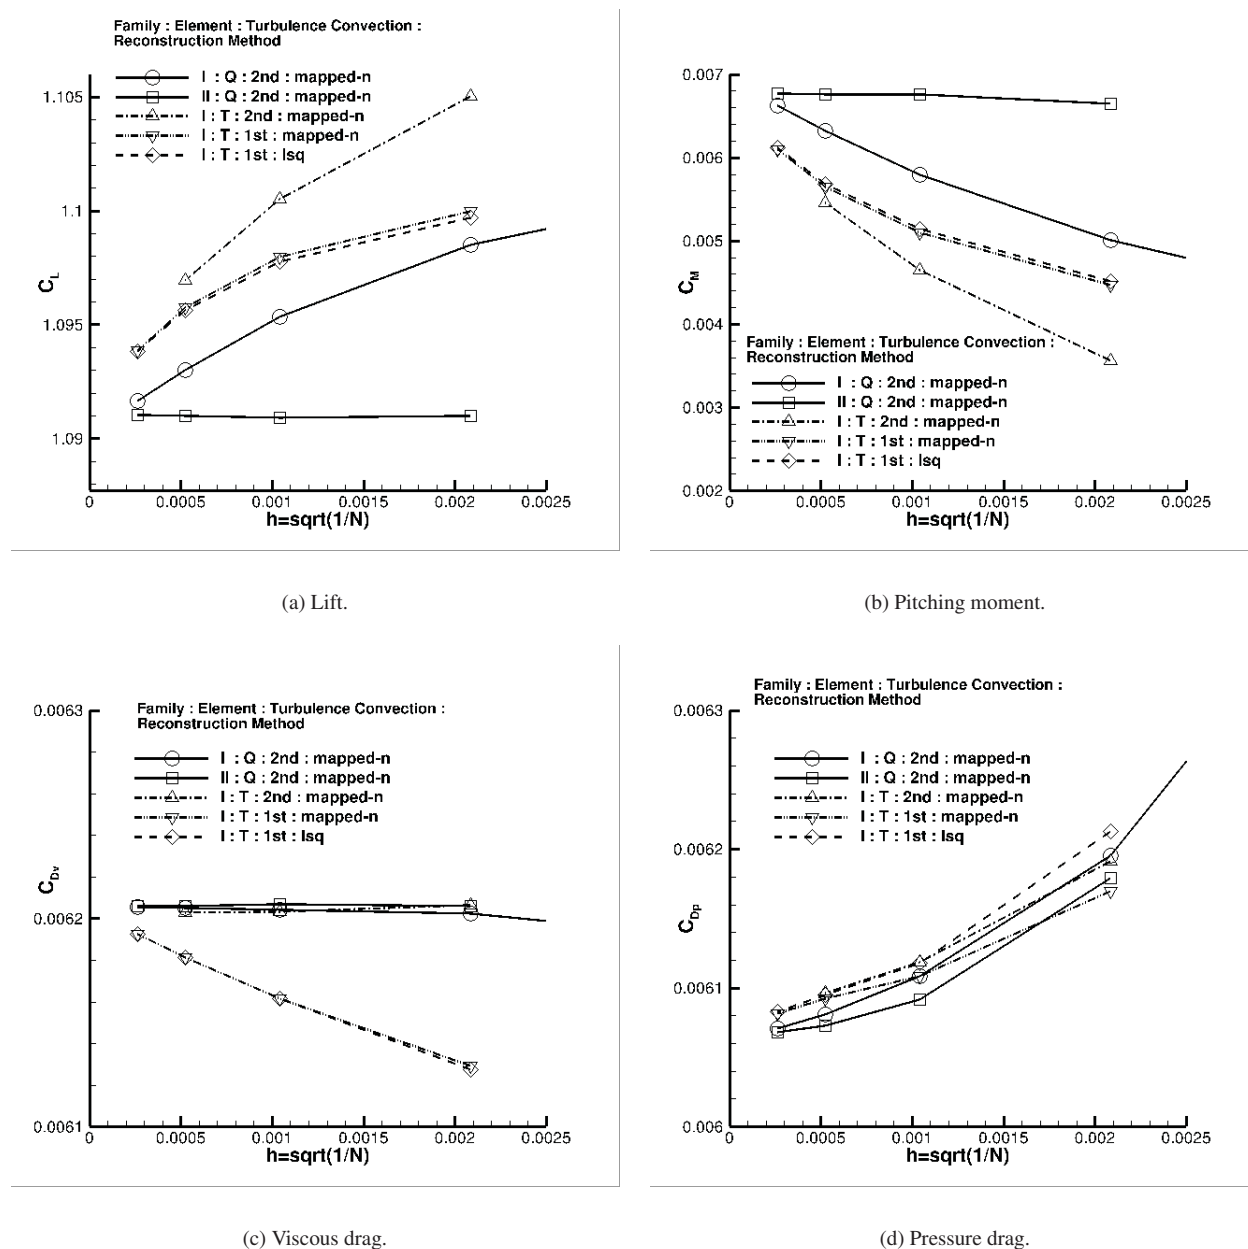 Family : Element : Turbulence Convection :
Reconstruction Method
I : Q : 2nd : mapped-n
II : Q : 2nd : mapped-n
I : T : 2nd : mapped-n
I : T : 1st : mapped-n
I : T : 1st : lsq
1.105
1.1
1.095
1.09
C_L
0 0.0005 0.001 0.0015 0.002 0.0025
h=sqrt(1/N)
(a) Lift.
0.007
0.006
0.005
0.004
0.003
0.002
C_M
Family : Element : Turbulence Convection :
Reconstruction Method
I : Q : 2nd : mapped-n
II : Q : 2nd : mapped-n
I : T : 2nd : mapped-n
I : T : 1st : mapped-n
I : T : 1st : lsq
0 0.0005 0.001 0.0015 0.002 0.0025
h=sqrt(1/N)
(b) Pitching moment.
Family : Element : Turbulence Convection :
Reconstruction Method
I : Q : 2nd : mapped-n
II : Q : 2nd : mapped-n
I : T : 2nd : mapped-n
I : T : 1st : mapped-n
I : T : 1st : lsq
0.0063
0.0062
0.0061
C_Dv
0 0.0005 0.001 0.0015 0.002 0.0025
h=sqrt(1/N)
(c) Viscous drag.
Family : Element : Turbulence Convection :
Reconstruction Method
I : Q : 2nd : mapped-n
II : Q : 2nd : mapped-n
I : T : 2nd : mapped-n
I : T : 1st : mapped-n
I : T : 1st : lsq
0.0063
0.0062
0.0061
0.006
C_Dp
0 0.0005 0.001 0.0015 0.002 0.0025
h=sqrt(1/N)
(d) Pressure drag.